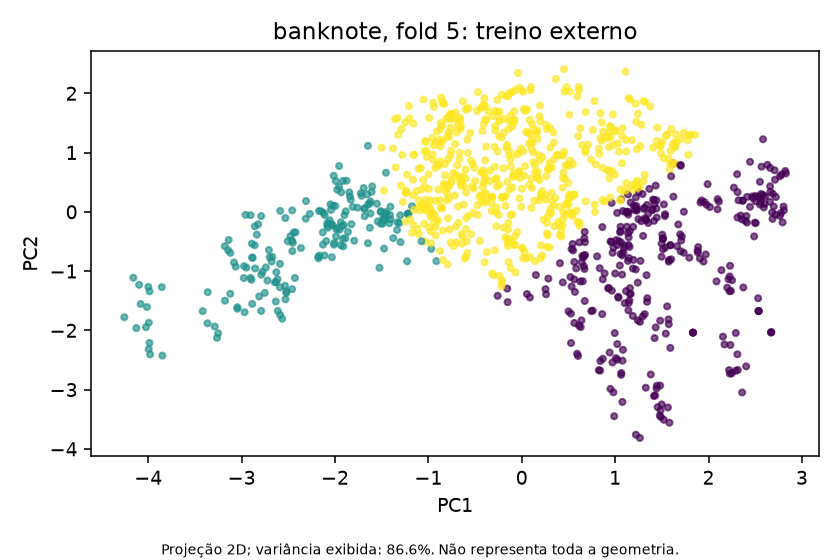 banknote, fold 5: treino externo
2
1
0
−1
−2
−3
−4
PC2
−4 −3 −2 −1 0 1 2 3
PC1
Projeção 2D; variância exibida: 86.6%. Não representa toda a geometria.